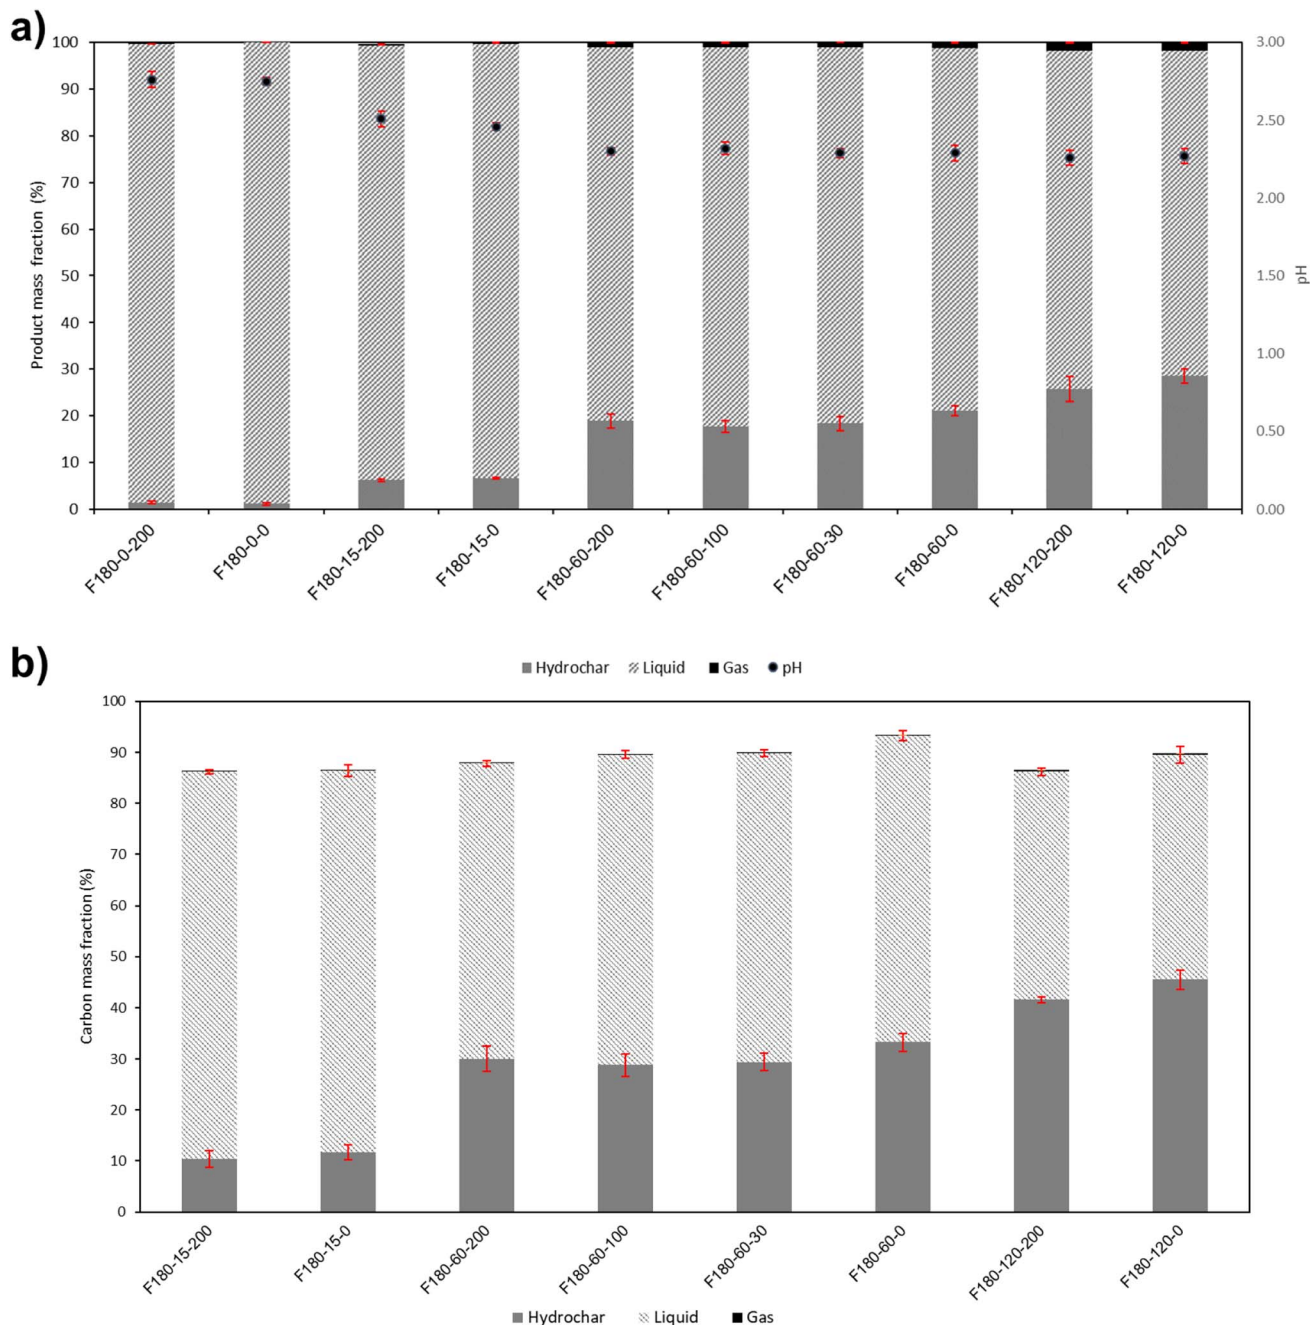 a)
100
90
80
70
60
50
40
30
20
10
0
Product mass fraction (%)
3.00
2.50
2.00
1.50
1.00
0.50
0.00
pH
F180-0-200
F180-0-0
F180-15-200
F180-15-0
F180-60-200
F180-60-100
F180-60-30
F180-60-0
F180-120-200
F180-120-0
Hydrochar Liquid Gas pH
b)
100
90
80
70
60
50
40
30
20
10
0
Carbon mass fraction (%)
F180-15-200
F180-15-0
F180-60-200
F180-60-100
F180-60-30
F180-60-0
F180-120-200
F180-120-0
Hydrochar Liquid Gas